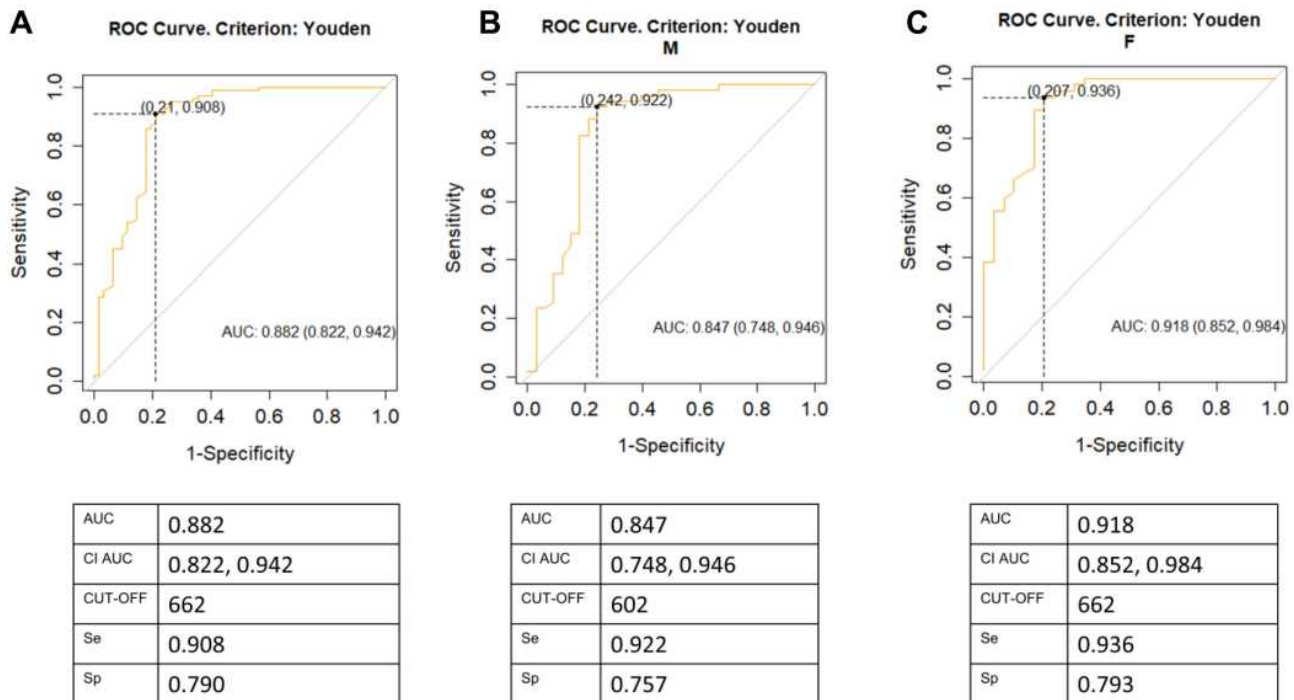 A
ROC Curve. Criterion: Youden
1.0
0.8
0.6
0.4
0.2
0.0
Sensitivity
(0.21, 0.908)
AUC: 0.882 (0.822, 0.942)
0.0 0.2 0.4 0.6 0.8 1.0
1-Specificity
AUC 0.882
CI AUC 0.822, 0.942
CUT-OFF 662
Se 0.908
Sp 0.790
B
ROC Curve. Criterion: Youden
M
1.0
0.8
0.6
0.4
0.2
0.0
Sensitivity
(0.242, 0.922)
AUC: 0.847 (0.748, 0.946)
0.0 0.2 0.4 0.6 0.8 1.0
1-Specificity
AUC 0.847
CI AUC 0.748, 0.946
CUT-OFF 602
Se 0.922
Sp 0.757
C
ROC Curve. Criterion: Youden
F
1.0
0.8
0.6
0.4
0.2
0.0
Sensitivity
(0.207, 0.936)
AUC: 0.918 (0.852, 0.984)
0.0 0.2 0.4 0.6 0.8 1.0
1-Specificity
AUC 0.918
CI AUC 0.852, 0.984
CUT-OFF 662
Se 0.936
Sp 0.793